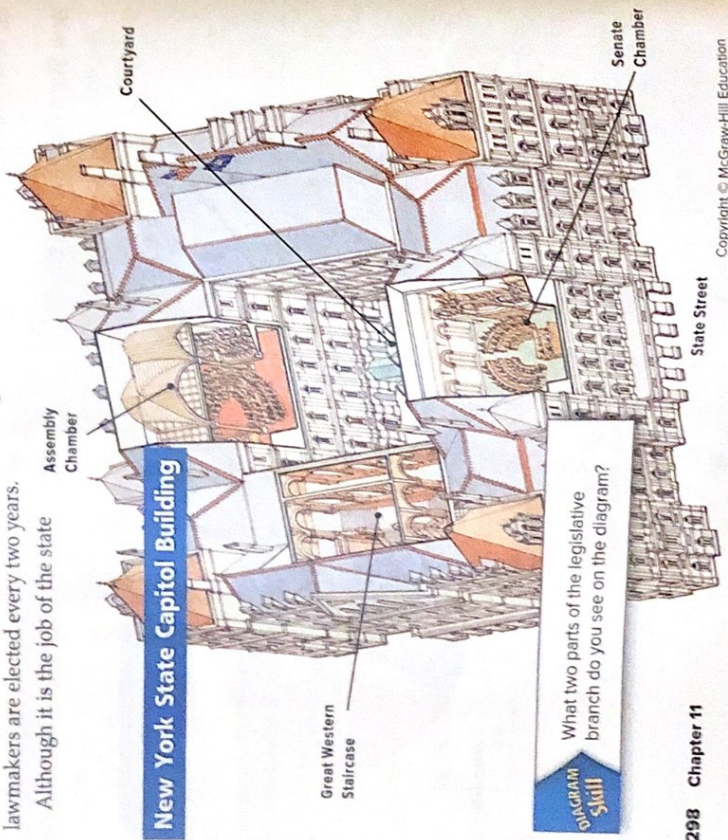 lawmakers are elected every two years.
Although it is the job of the state
New York State Capitol Building
Assembly
Chamber
Courtyard
Great Western
Staircase
Senate
Chamber
State Street
DIAGRAM
Skill
What two parts of the legislative
branch do you see on the diagram?
298 Chapter 11
Copyright © McGraw-Hill Education